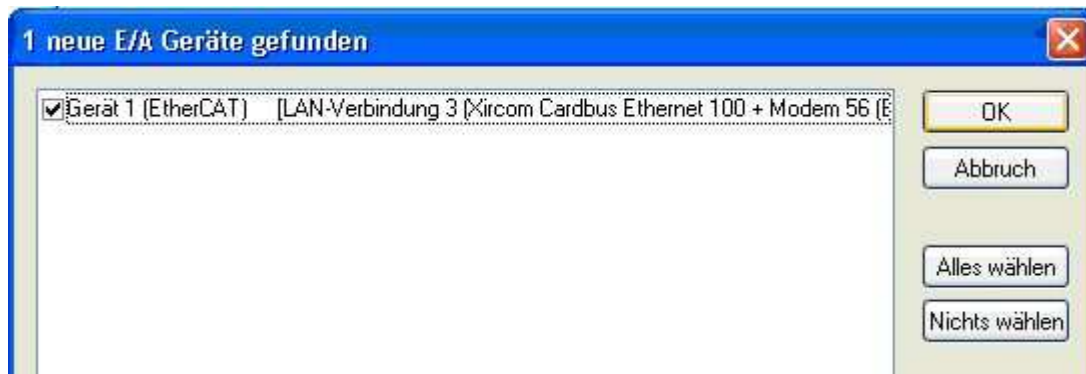 1 neue E/A Geräte gefunden
Gerät 1 (EtherCAT) [LAN-Verbindung 3 (Xircom Cardbus Ethernet 100 + Modem 56 (E
OK
Abbruch
Alles wählen
Nichts wählen